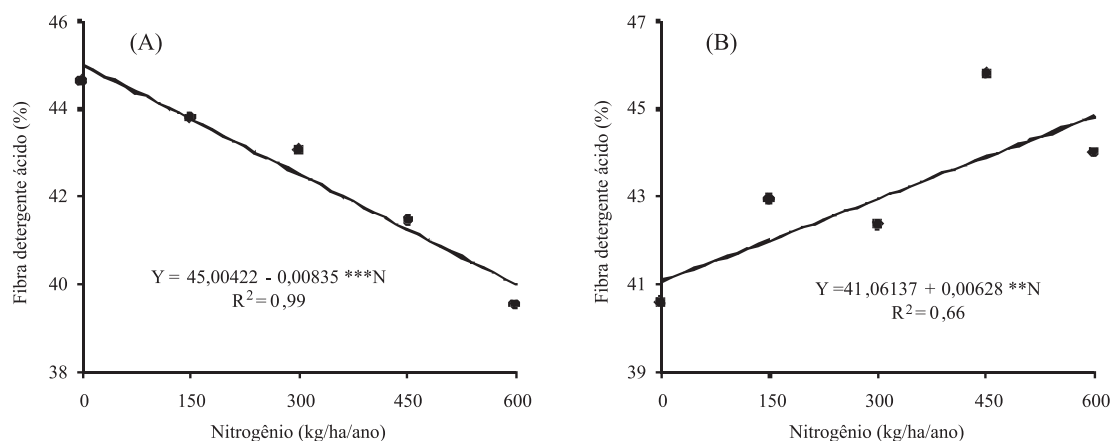 (A)
Fibra detergente ácido (%)
46
44
42
40
38
Y = 45,00422 - 0,00835 ***N
R² = 0,99
0 150 300 450 600
Nitrogênio (kg/ha/ano)
(B)
Fibra detergente ácido (%)
47
45
43
41
39
Y =41,06137 + 0,00628 **N
R² = 0,66
0 150 300 450 600
Nitrogênio (kg/ha/ano)